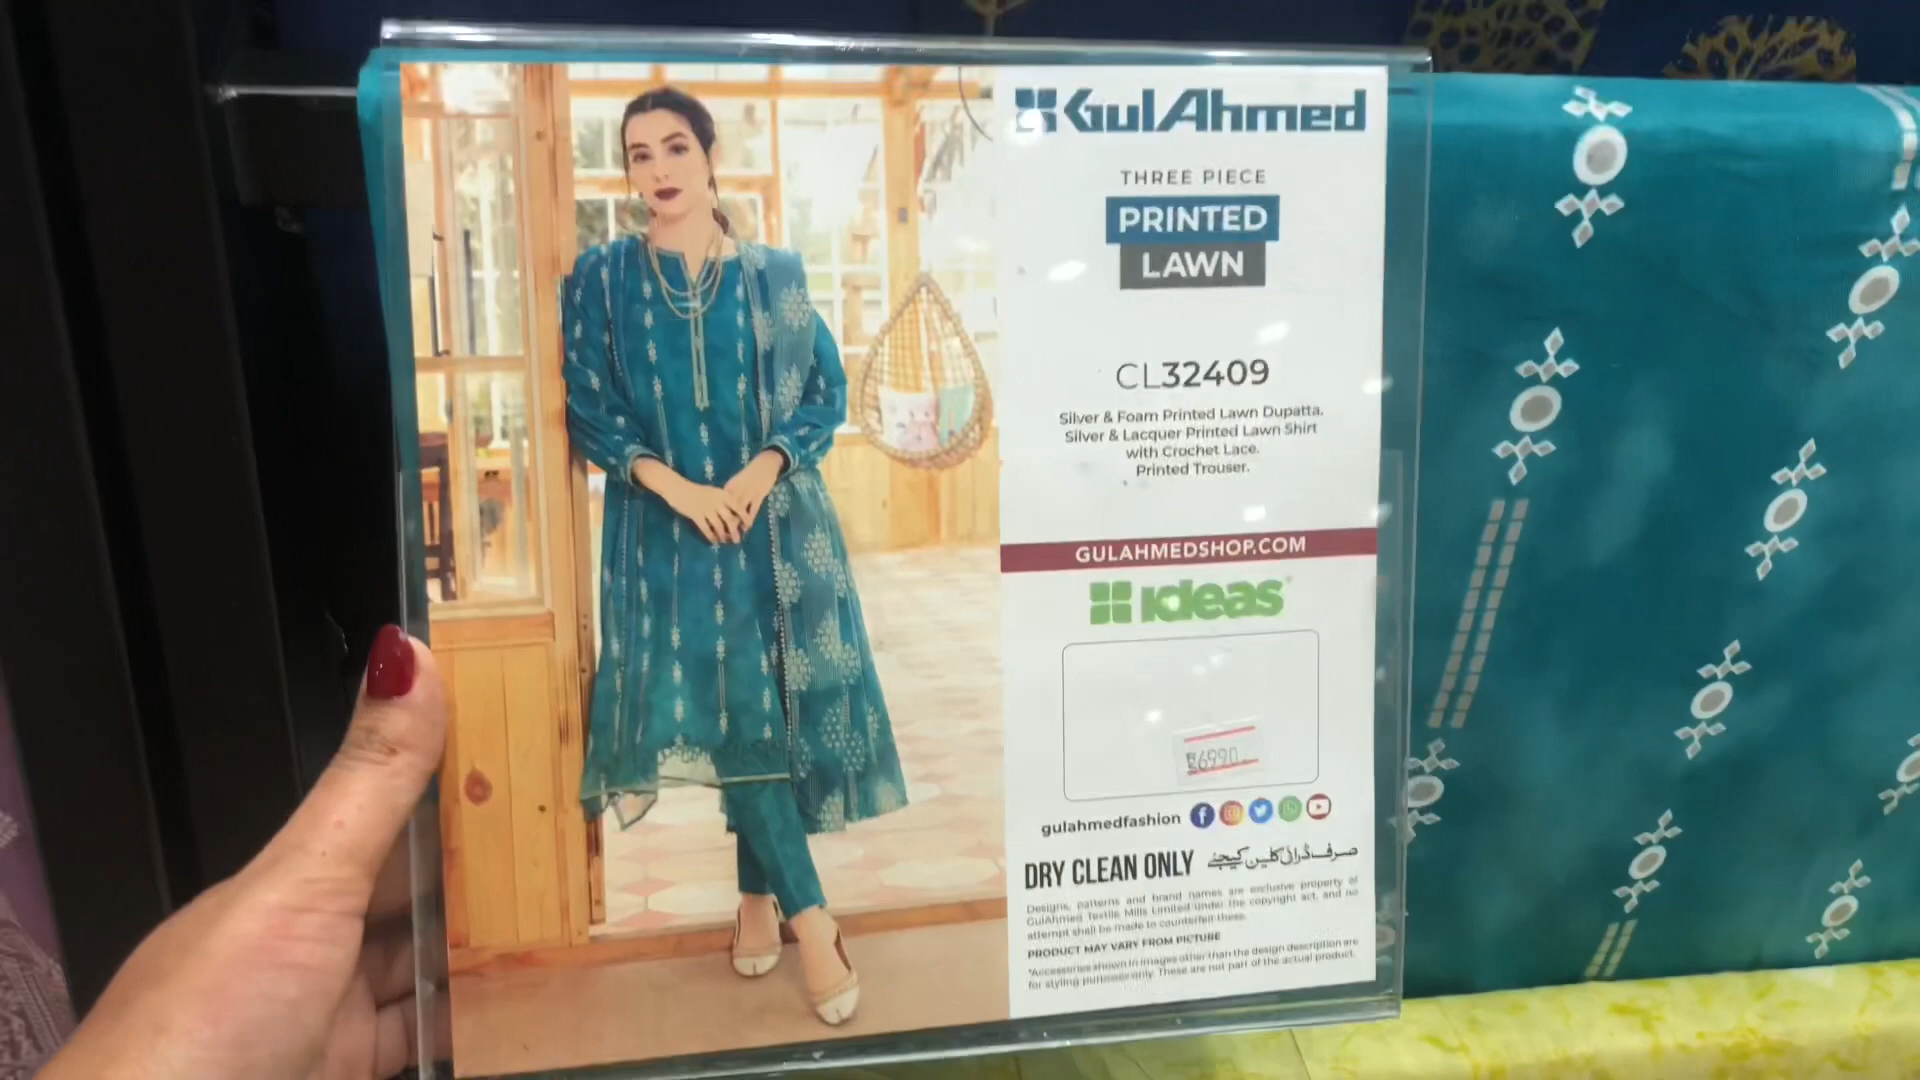 GulAhmed
THREE PIECE
PRINTED
LAWN
CL32409
Silver & Foam Printed Lawn Dupatta.
Silver & Lacquer Printed Lawn Shirt
with Crochet Lace.
Printed Trouser.
GULAHMEDSHOP.COM
ideas
6990
gulahmedfashion
DRY CLEAN ONLY صرف ڈرائی کلین کیجئے
Designs, patterns and brand names are exclusive property of
GulAhmed Textile Mills Limited under the copyright act, and no
attempt shall be made to counterfeit these.
PRODUCT MAY VARY FROM PICTURE
*Accessories shown in images other than the design description are
for styling purposes only. These are not part of the actual product.